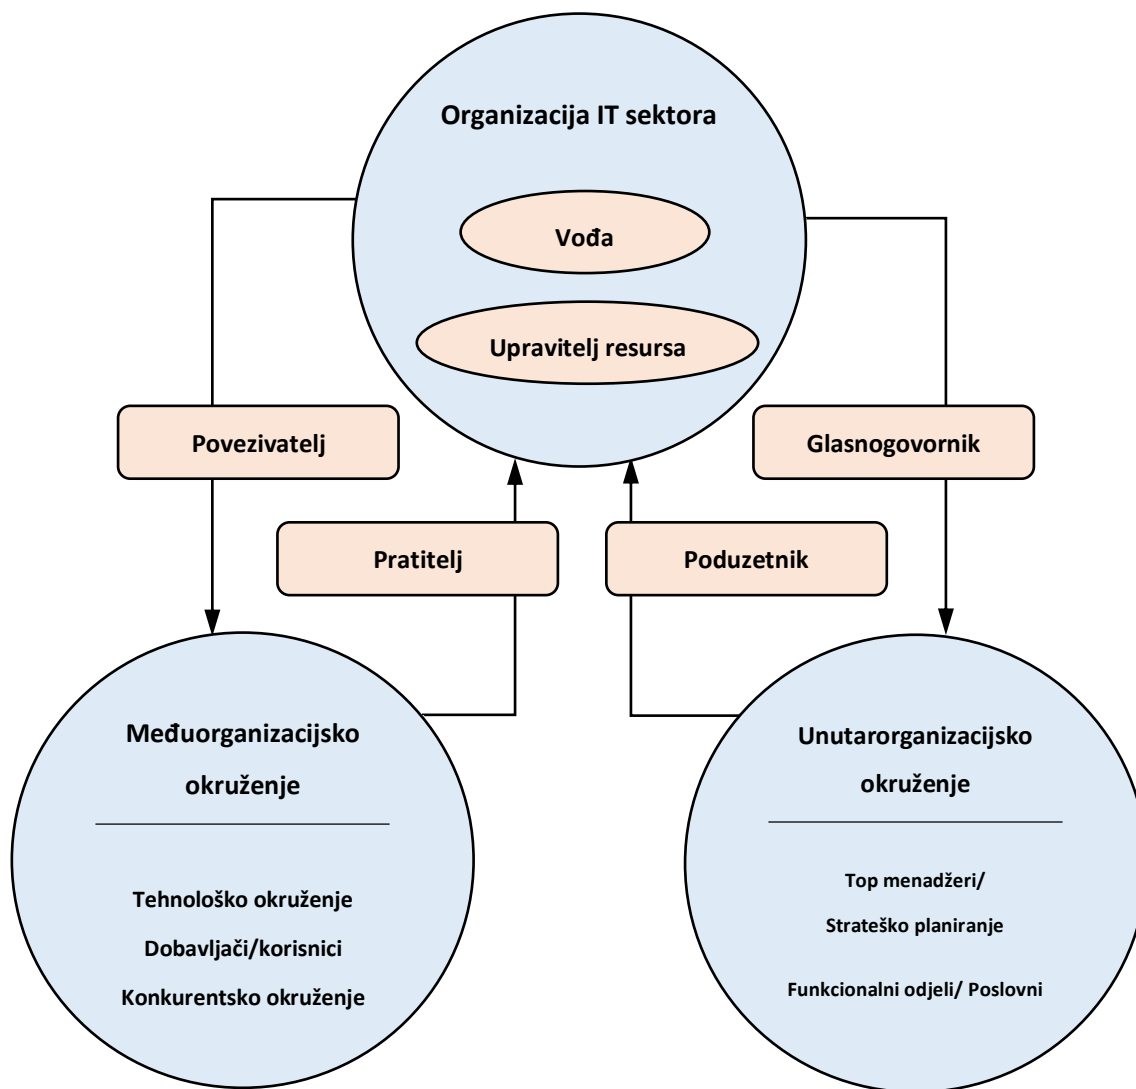 Organizacija IT sektora
Vođa
Upravitelj resursa
Povezivatelj
Glasnogovornik
Pratitelj
Poduzetnik
Međuorganizacijsko
okruženje
Tehnološko okruženje
Dobavljači/korisnici
Konkurentsko okruženje
Unutarorganizacijsko
okruženje
Top menadžeri/
Strateško planiranje
Funkcionalni odjeli/ Poslovni